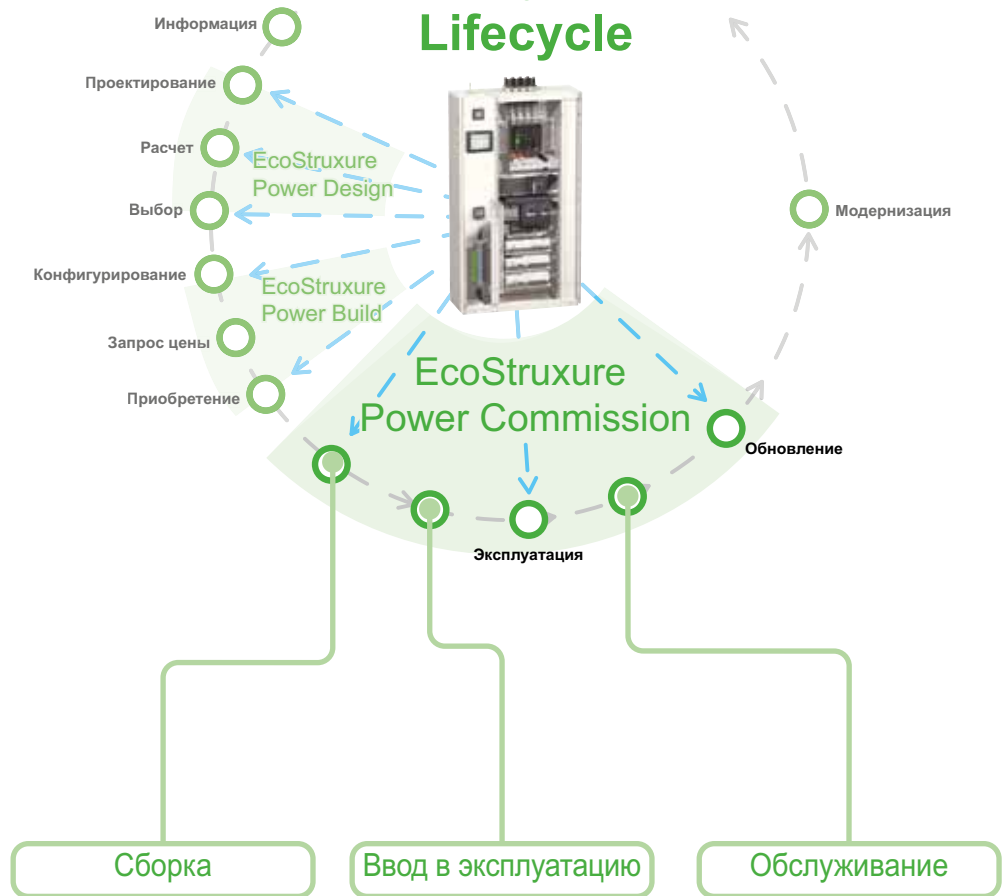 Lifecycle
Информация
Проектирование
Расчет
EcoStruxure
Power Design
Выбор
Конфигурирование
EcoStruxure
Power Build
Запрос цены
Приобретение
EcoStruxure
Power Commission
Модернизация
Обновление
Эксплуатация
Сборка
Ввод в эксплуатацию
Обслуживание